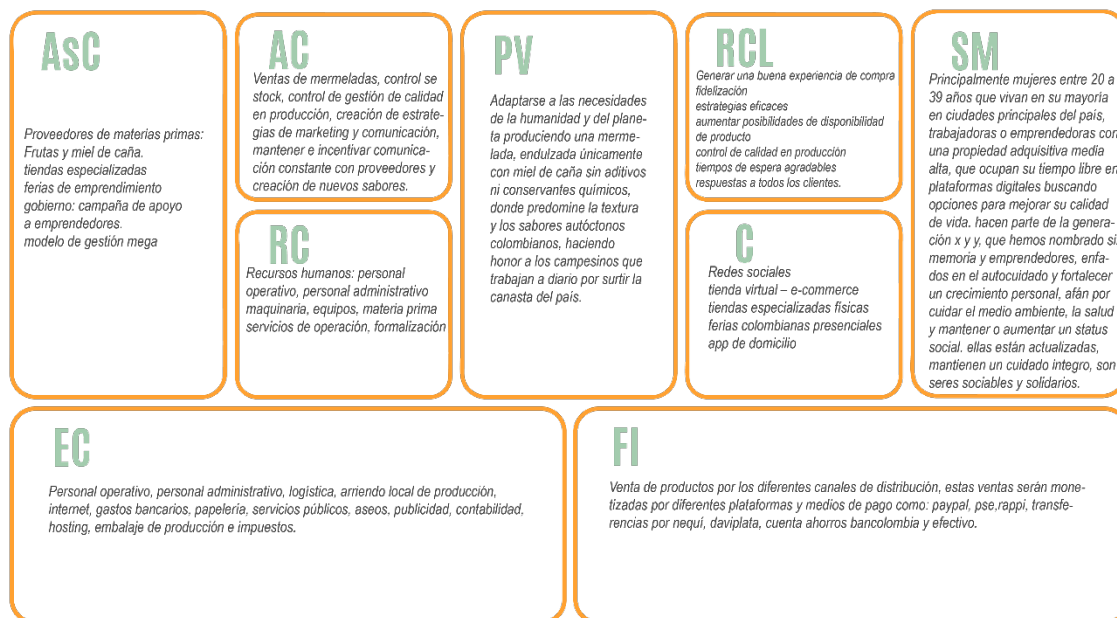 AsC
Proveedores de materias primas:
Frutas y miel de caña.
tiendas especializadas
ferias de emprendimiento
gobierno: campaña de apoyo
a emprendedores.
modelo de gestión mega
AC
Ventas de mermeladas, control se
stock, control de gestión de calidad
en producción, creación de estrate-
gias de marketing y comunicación,
mantener e incentivar comunica-
ción constante con proveedores y
creación de nuevos sabores.
RC
Recursos humanos: personal
operativo, personal administrativo
maquinaria, equipos, materia prima
servicios de operación, formalización
PV
Adaptarse a las necesidades
de la humanidad y del plane-
ta produciendo una merme-
lada, endulzada únicamente
con miel de caña sin aditivos
ni conservantes químicos,
donde predomine la textura
y los sabores autóctonos
colombianos, haciendo
honor a los campesinos que
trabajan a diario por surtir la
canasta del país.
RCL
Generar una buena experiencia de compra
fidelización
estrategias eficaces
aumentar posibilidades de disponibilidad
de producto
control de calidad en producción
tiempos de espera agradables
respuestas a todos los clientes.
C
Redes sociales
tienda virtual – e-commerce
tiendas especializadas físicas
ferias colombianas presenciales
app de domicilio
SM
Principalmente mujeres entre 20 a
39 años que vivan en su mayoria
en ciudades principales del país,
trabajadoras o emprendedoras con
una propiedad adquisitiva media
alta, que ocupan su tiempo libre en
plataformas digitales buscando
opciones para mejorar su calidad
de vida. hacen parte de la genera-
ción x y y, que hemos nombrado
memoria y emprendedores, enfa-
dos en el autocuidado y fortalecer
un crecimiento personal, afán por
cuidar el medio ambiente, la salud
y mantener o aumentar un status
social. ellas están actualizadas,
mantienen un cuidado integro, son
seres sociables y solidarios.
EC
Personal operativo, personal administrativo, logística, arriendo local de producción,
internet, gastos bancarios, papelería, servicios públicos, aseos, publicidad, contabilidad,
hosting, embalaje de producción e impuestos.
FI
Venta de productos por los diferentes canales de distribución, estas ventas serán mone-
tizadas por diferentes plataformas y medios de pago como: paypal, pse,rappi, transfe-
rencias por nequí, daviplata, cuenta ahorros bancolombia y efectivo.